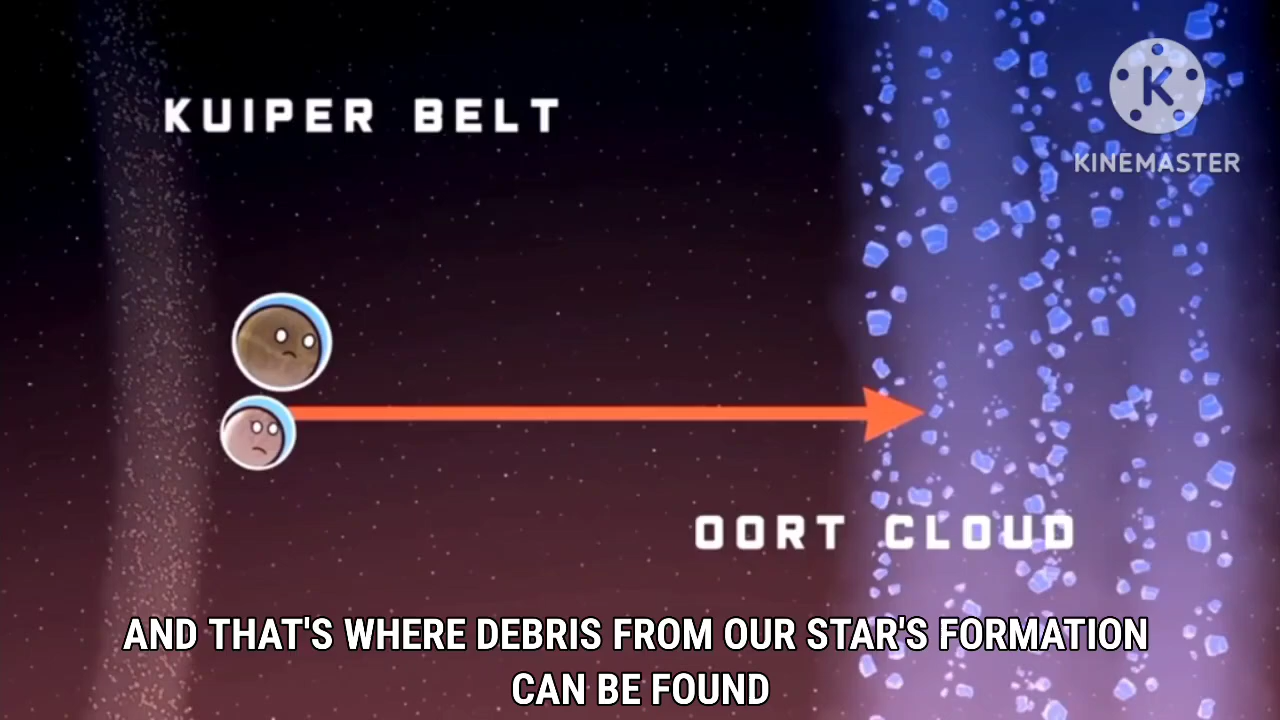 KUIPER BELT
K
KINEMASTER
OORT CLOUD
AND THAT'S WHERE DEBRIS FROM OUR STAR'S FORMATION
CAN BE FOUND